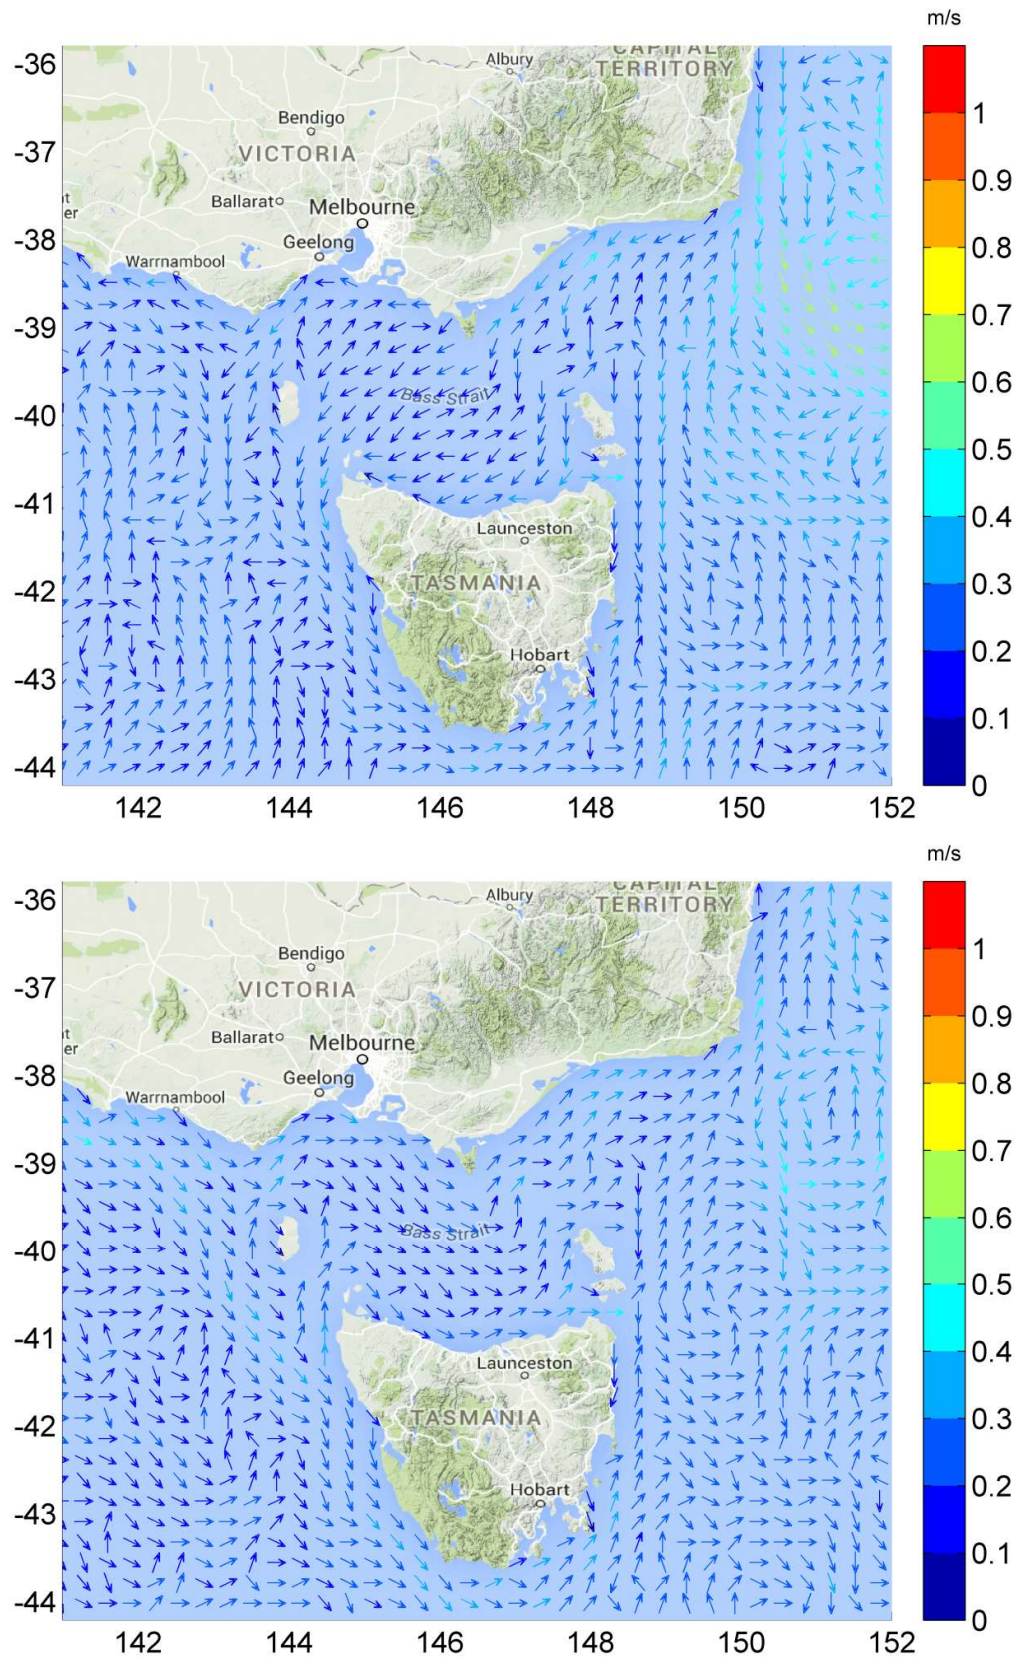 m/s
-36
-37
-38
-39
-40
-41
-42
-43
-44
Albury
CAPITAL
TERRITORY
Bendigo
VICTORIA
Ballarat
Melbourne
Geelong
Warrnambool
er
Bass Strait
Launceston
TASMANIA
Hobart
142
144
146
148
150
152
1
0.9
0.8
0.7
0.6
0.5
0.4
0.3
0.2
0.1
0
m/s
-36
-37
-38
-39
-40
-41
-42
-43
-44
Albury
CAPITAL
TERRITORY
Bendigo
VICTORIA
Ballarat
Melbourne
Geelong
Warrnambool
er
Bass Strait
Launceston
TASMANIA
Hobart
142
144
146
148
150
152
1
0.9
0.8
0.7
0.6
0.5
0.4
0.3
0.2
0.1
0